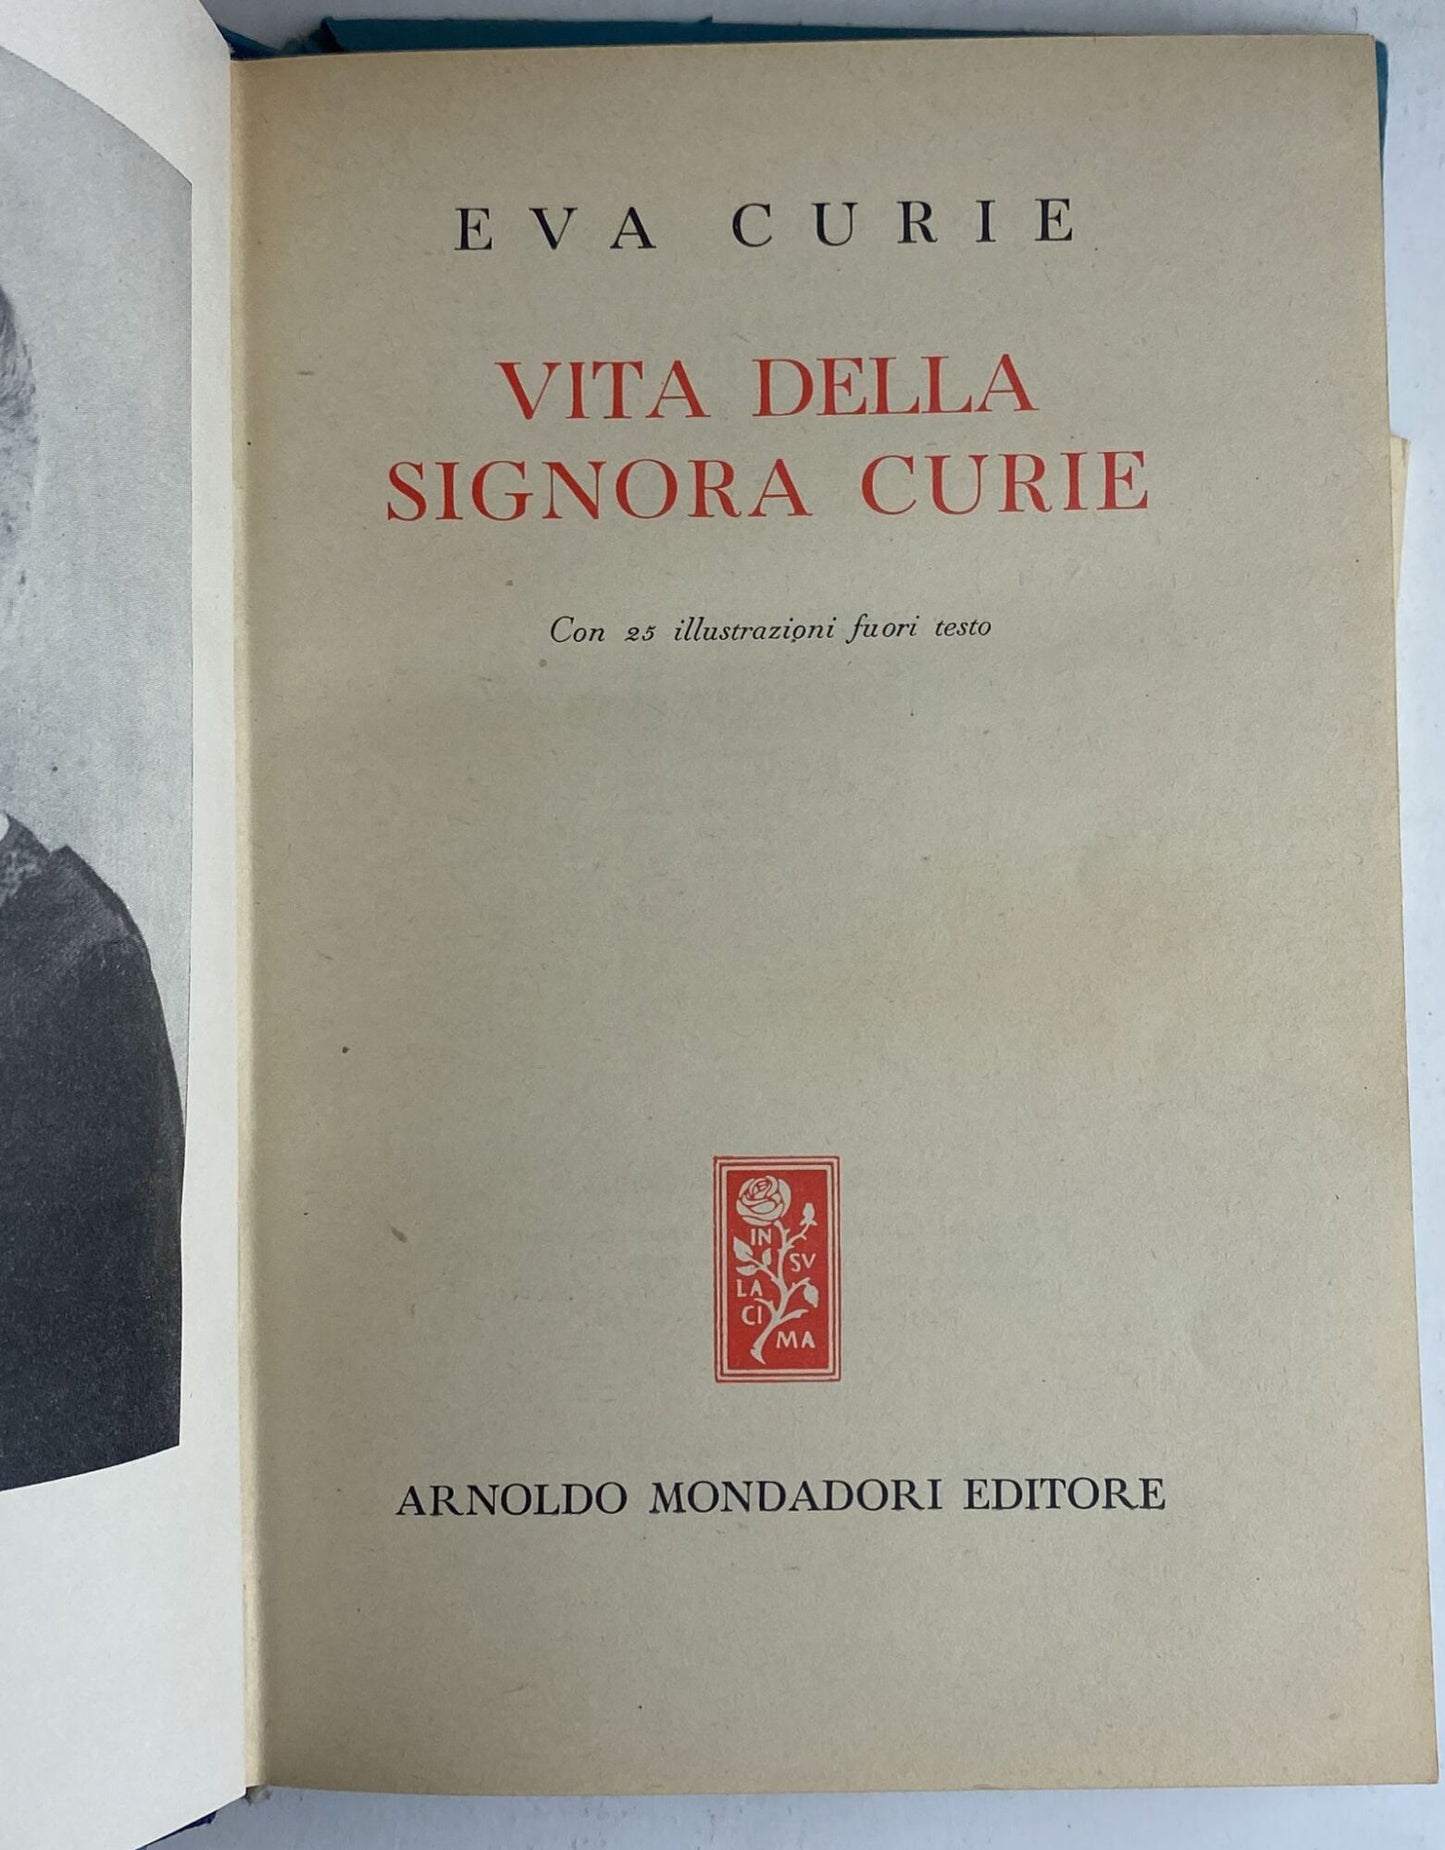 EVA CURIE
VITA DELLA
SIGNORA CURIE
Con 25 illustrazioni fuori testo
IN
SV
LA
CI
MA
ARNOLDO MONDADORI EDITORE